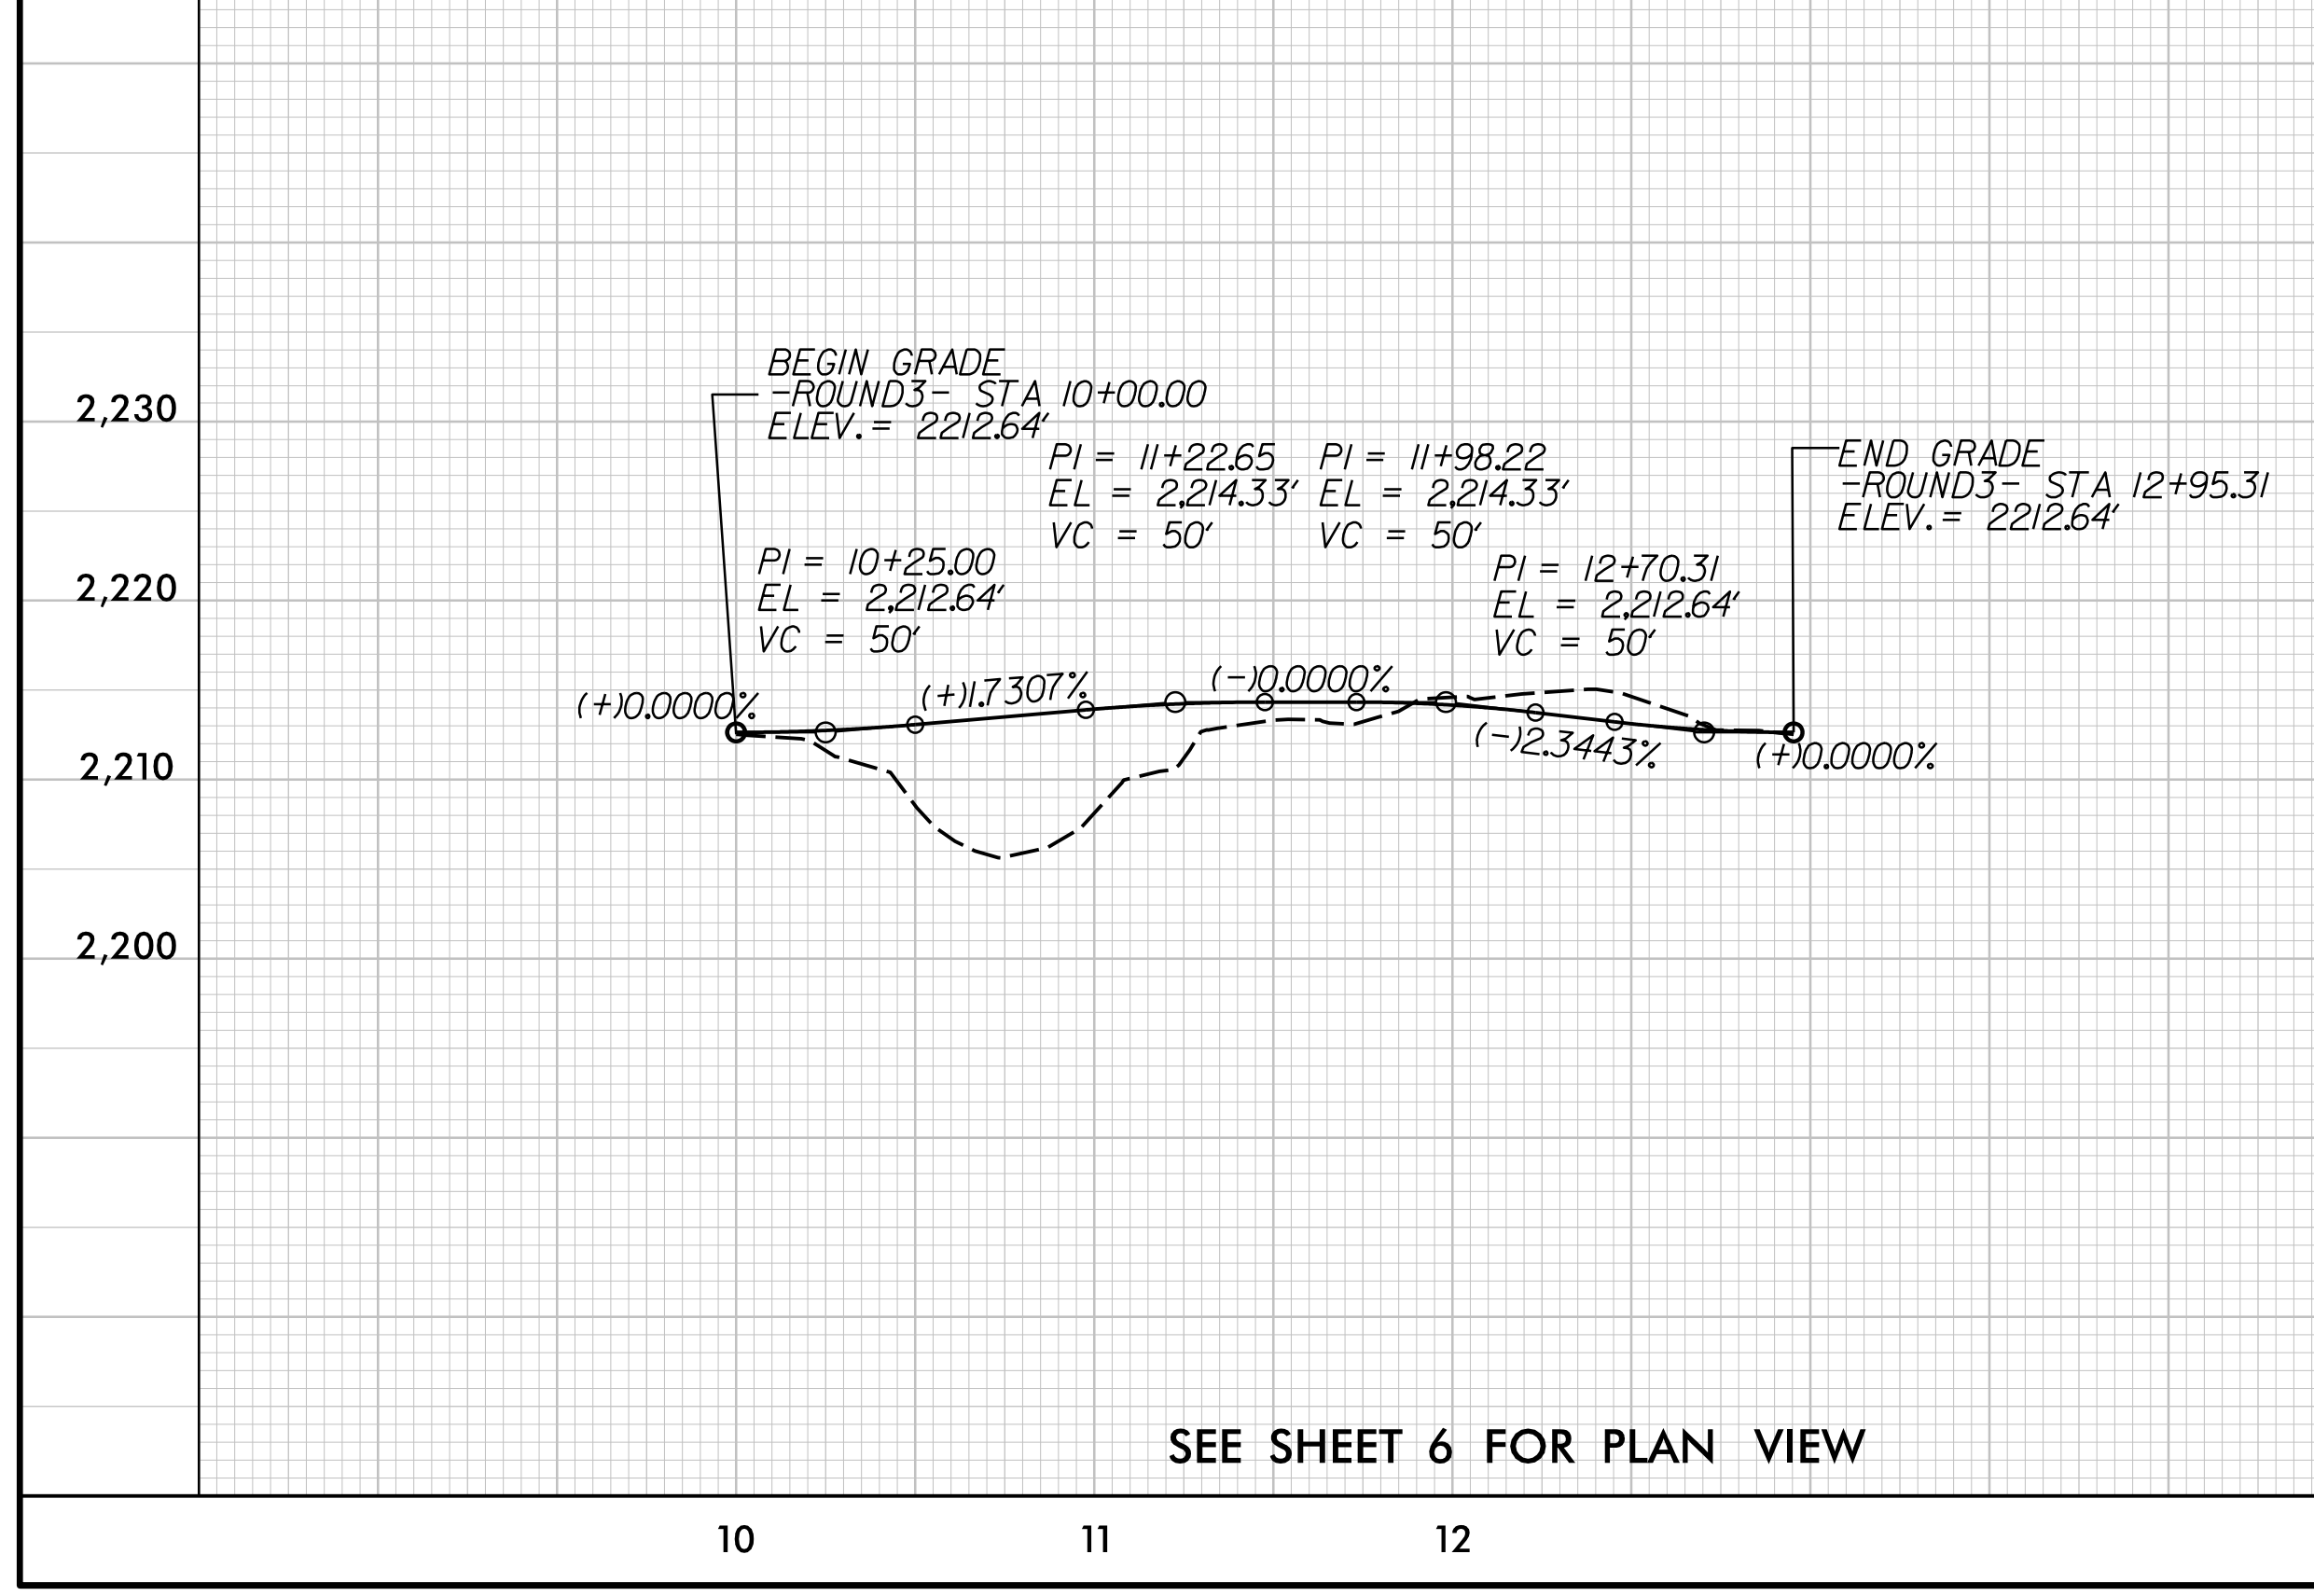 BEGIN GRADE
-ROUND3- STA 10+00.00
ELEV.= 2212.64'
2,230
PI = 11+22.65
EL = 2,214.33'
VC = 50'
PI = 11+98.22
EL = 2,214.33'
VC = 50'
END GRADE
-ROUND3- STA 12+95.31
ELEV.= 2212.64'
PI = 10+25.00
EL = 2,212.64'
VC = 50'
PI = 12+70.31
EL = 2,212.64'
VC = 50'
2,220
(+)0.0000%
(+)1.7307%
(-)0.0000%
(-)2.3443%
(+)0.0000%
2,210
2,200
SEE SHEET 6 FOR PLAN VIEW
10
11
12